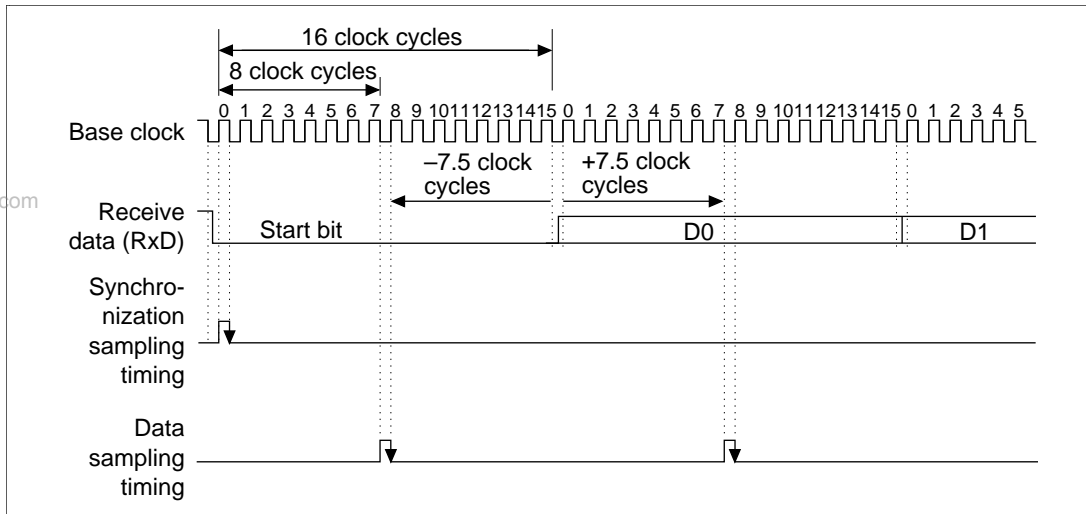 16 clock cycles
8 clock cycles
0 1 2 3 4 5 6 7 8 9 10 11 12 13 14 15 0 1 2 3 4 5 6 7 8 9 10 11 12 13 14 15 0 1 2 3 4 5
Base clock
–7.5 clock
cycles
+7.5 clock
cycles
com
Receive
data (RxD)
Start bit
D0
D1
Synchro-
nization
sampling
timing
Data
sampling
timing